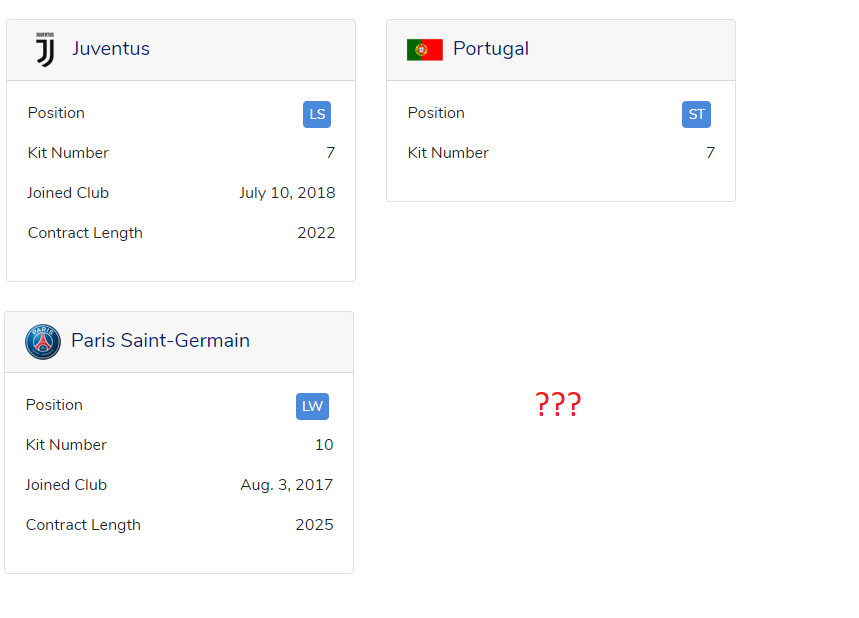 JUVENTUS
Juventus
Position LS
Kit Number 7
Joined Club July 10, 2018
Contract Length 2022
Portugal
Position ST
Kit Number 7
PARIS
Paris Saint-Germain
Position LW
Kit Number 10
Joined Club Aug. 3, 2017
Contract Length 2025
???